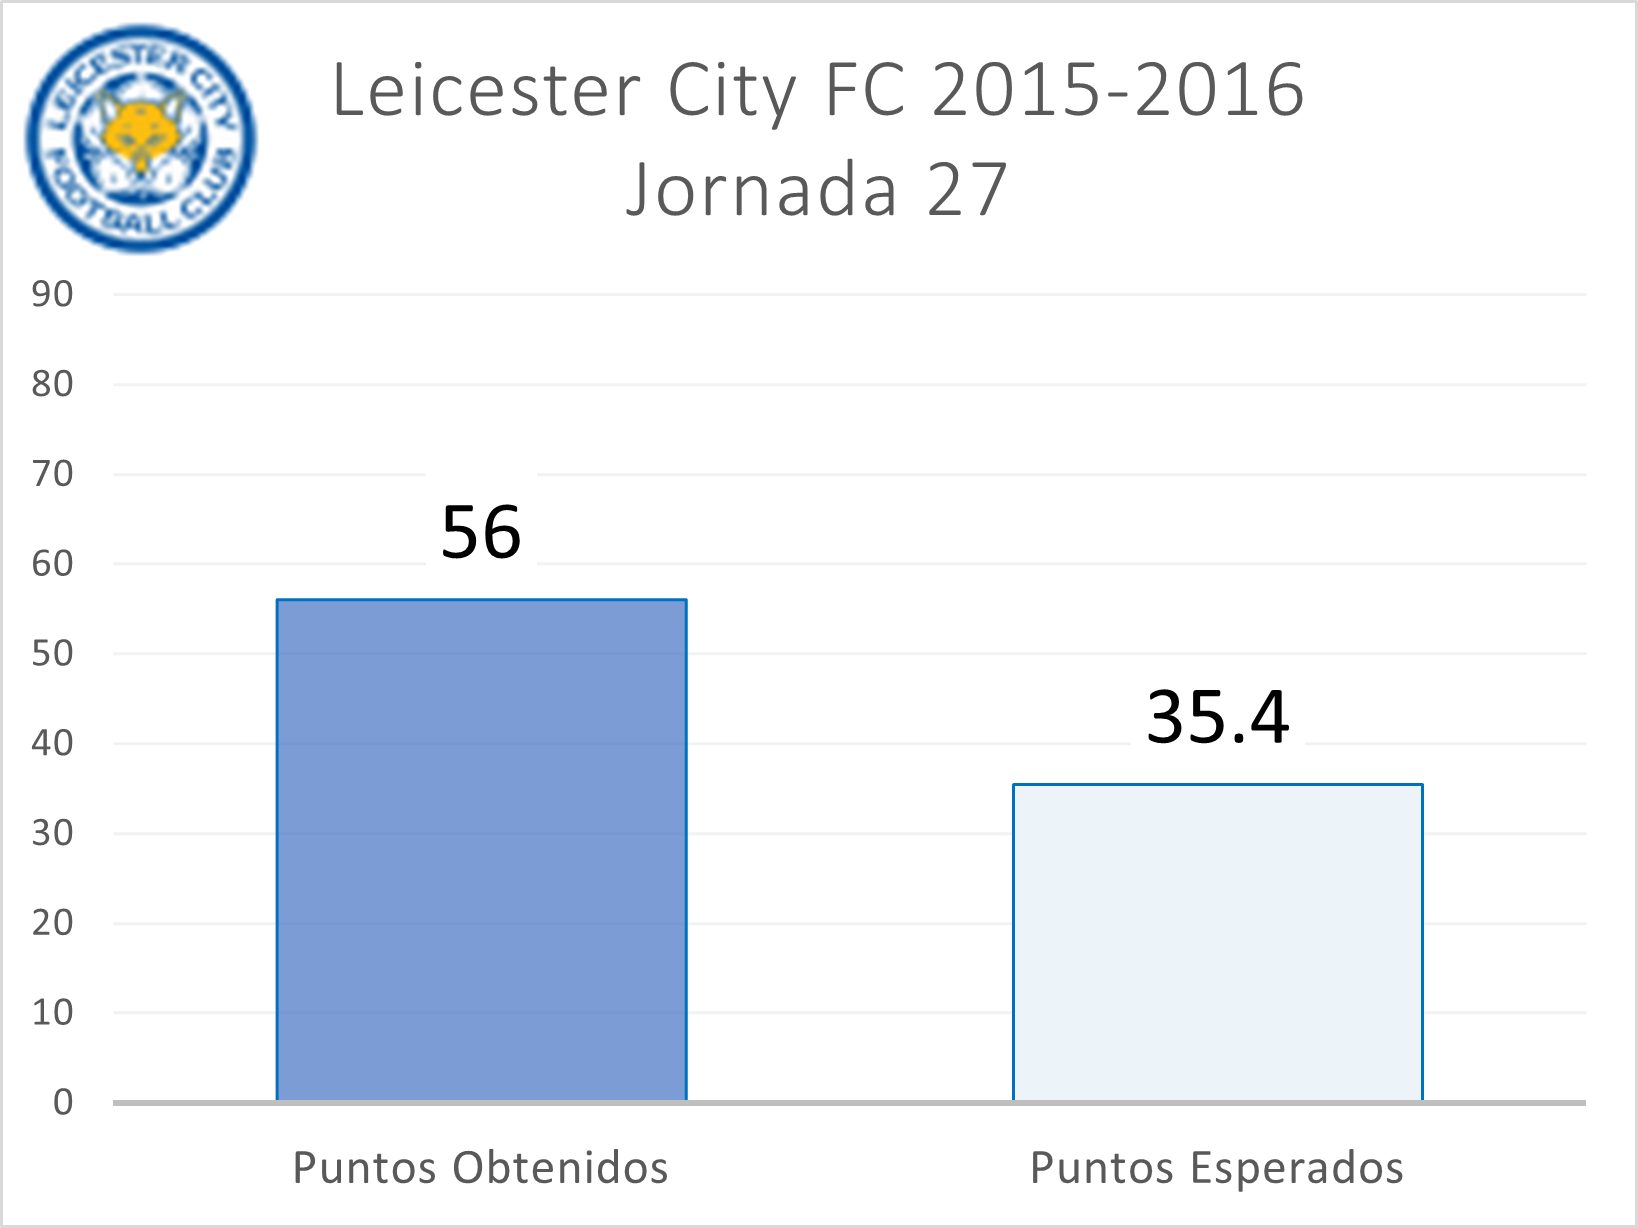 LEICESTER CITY
FOOTBALL CLUB
Leicester City FC 2015-2016
Jornada 27
90
80
70
60
50
40
30
20
10
0
56
35.4
Puntos Obtenidos
Puntos Esperados